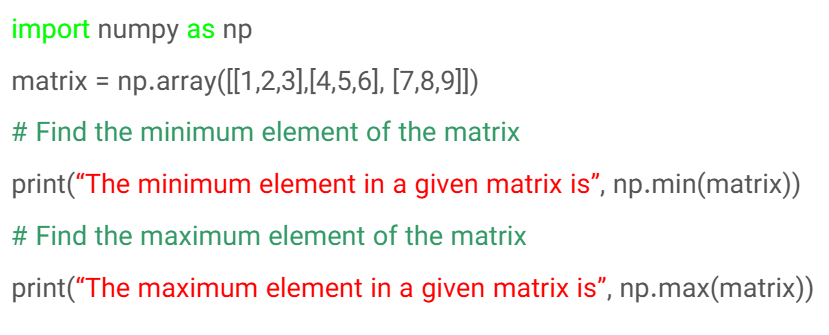 import numpy as np
matrix = np.array([[1,2,3],[4,5,6], [7,8,9]])
# Find the minimum element of the matrix
print(“The minimum element in a given matrix is”, np.min(matrix))
# Find the maximum element of the matrix
print(“The maximum element in a given matrix is”, np.max(matrix))